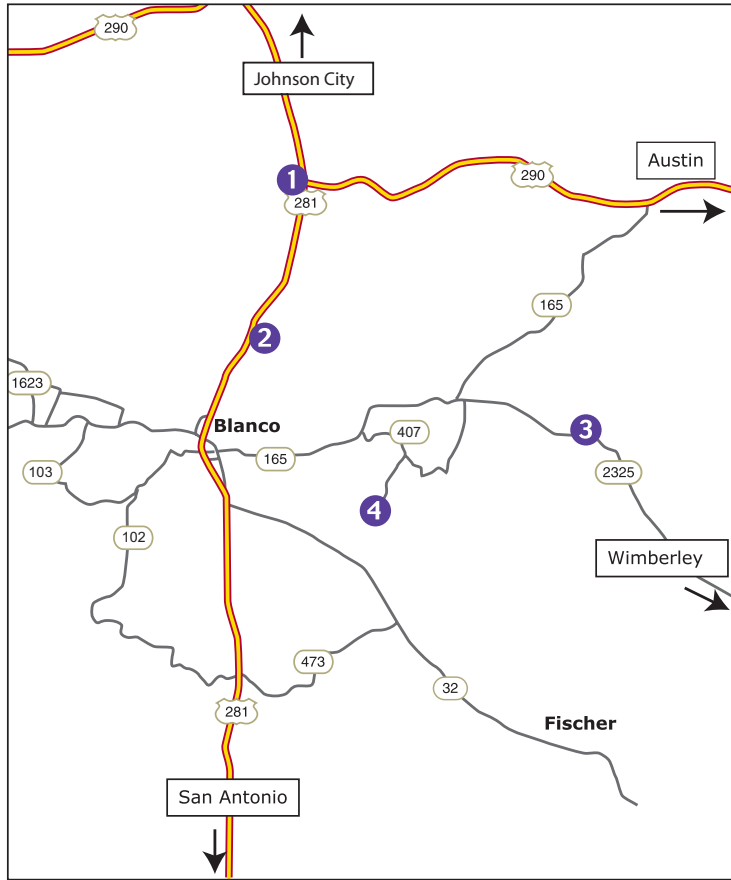 290
Johnson City
1
281
Austin
290
165
2
1623
Blanco
407
3
165
103
2325
4
102
Wimberley
473
32
281
Fischer
San Antonio